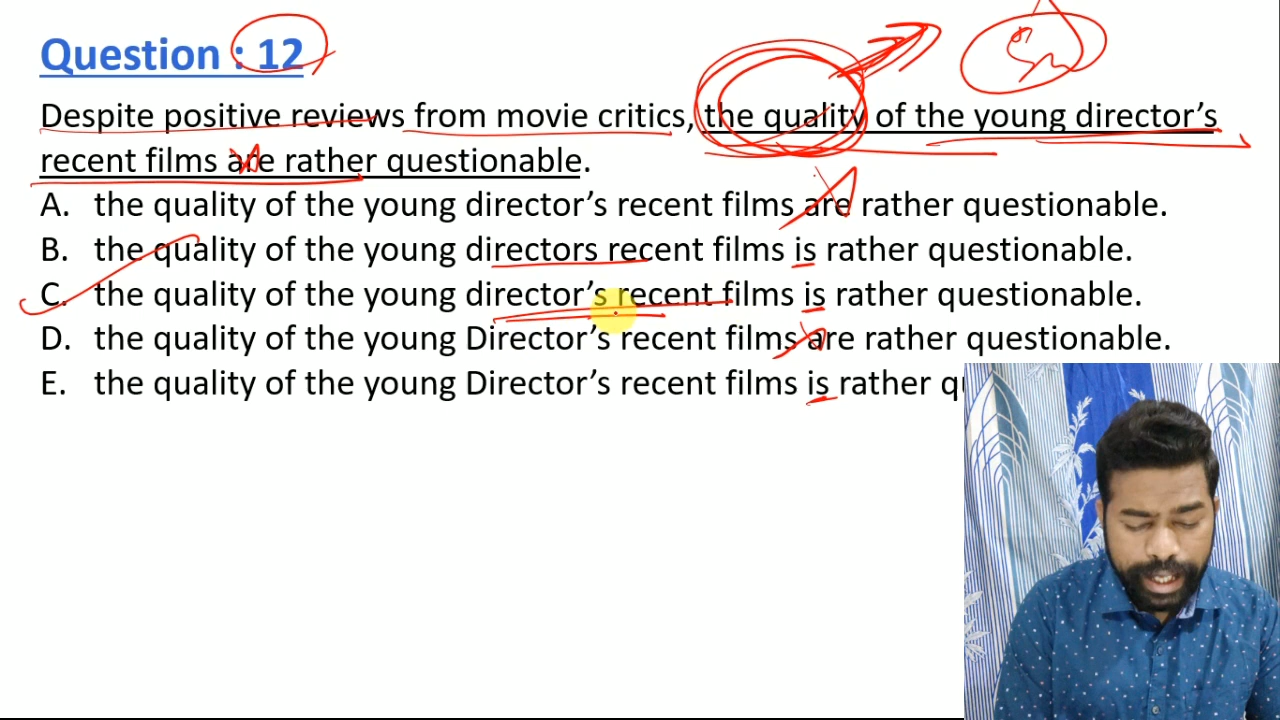 Question : 12
Despite positive reviews from movie critics, the quality of the young director’s
recent films are rather questionable.
A. the quality of the young director’s recent films are rather questionable.
B. the quality of the young directors recent films is rather questionable.
C. the quality of the young director’s recent films is rather questionable.
D. the quality of the young Director’s recent films are rather questionable.
E. the quality of the young Director’s recent films is rather